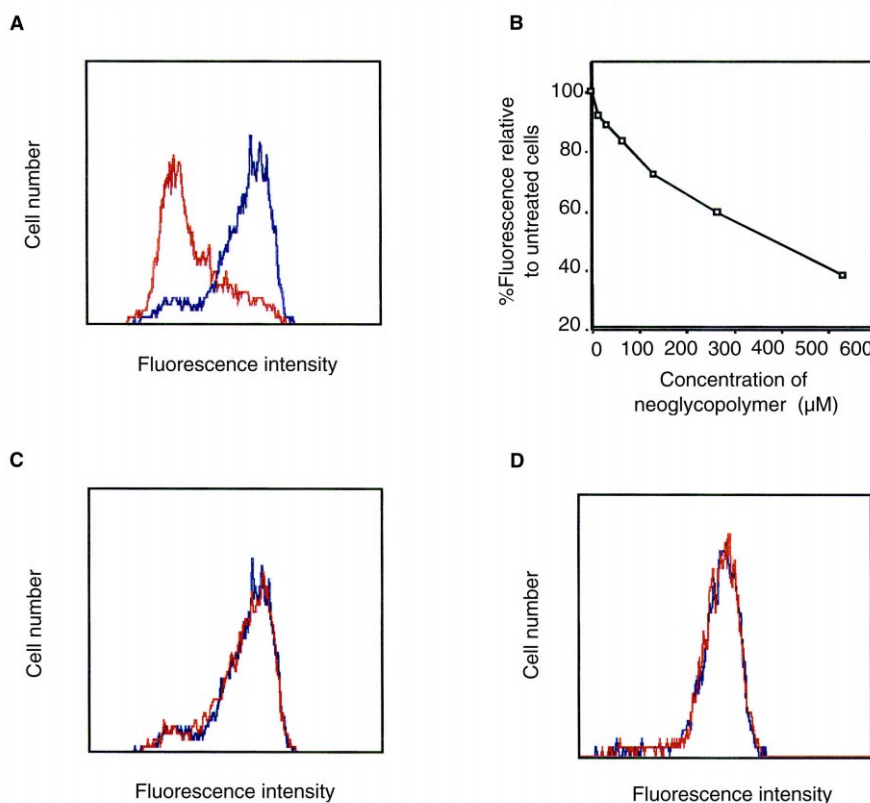 A
Cell number
Fluorescence intensity
B
%Fluorescence relative
to untreated cells
100
80
60
40
20
0 100 200 300 400 500 600
Concentration of
neoglycopolymer (µM)
C
Cell number
Fluorescence intensity
D
Cell number
Fluorescence intensity